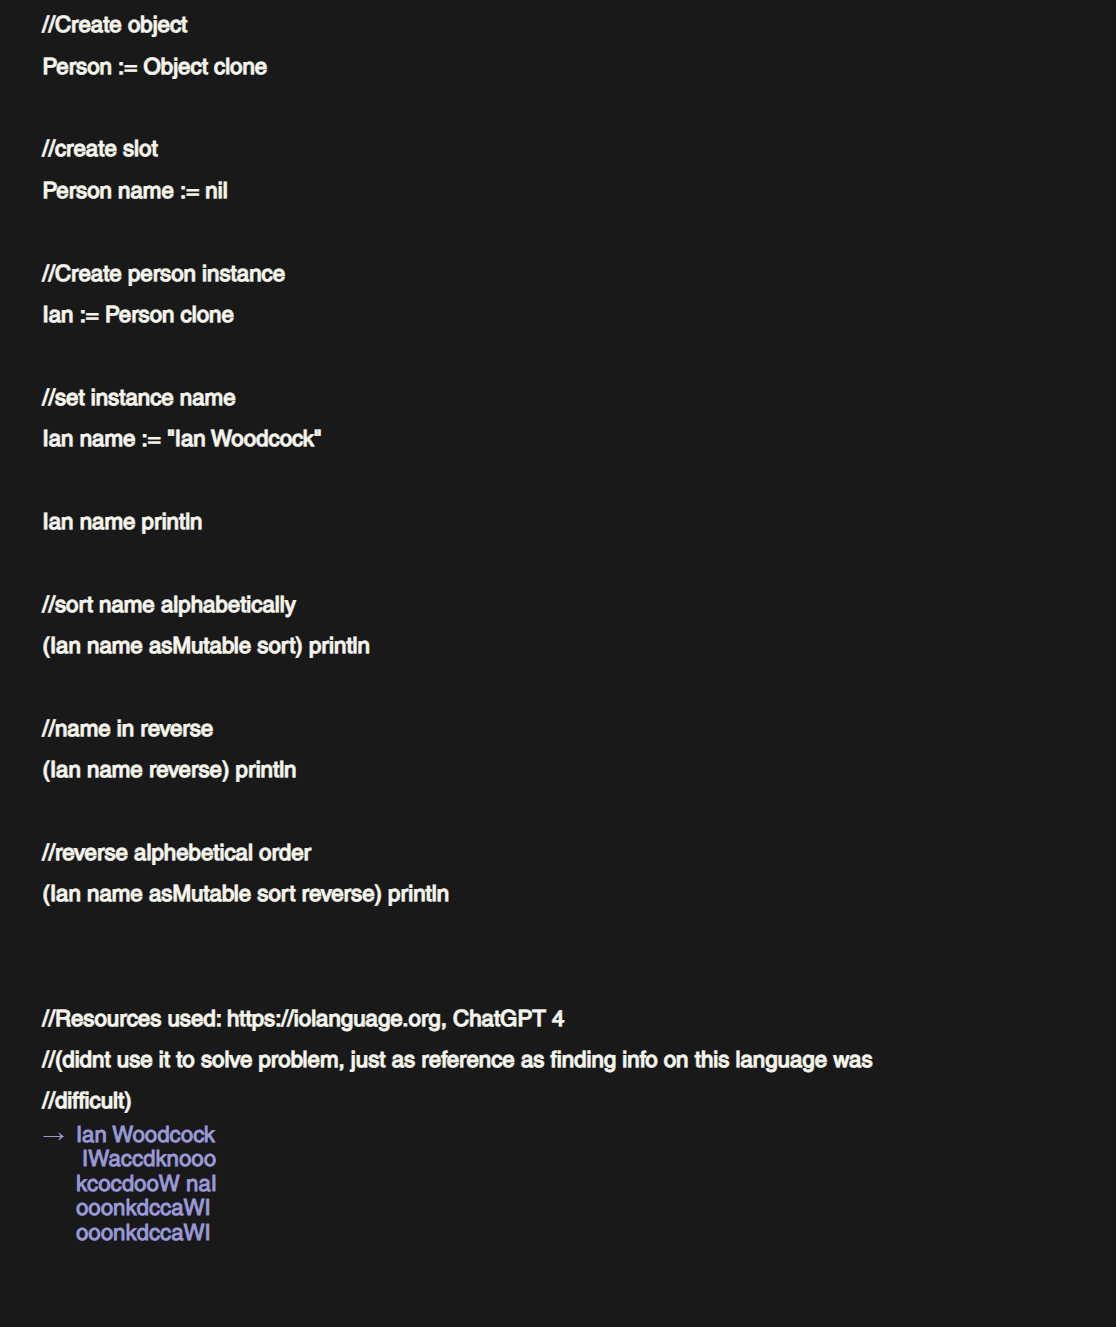 //Create object
Person := Object clone
//create slot
Person name := nil
//Create person instance
Ian := Person clone
//set instance name
Ian name := "Ian Woodcock"
Ian name println
//sort name alphabetically
(Ian name asMutable sort) println
//name in reverse
(Ian name reverse) println
//reverse alphebetical order
(Ian name asMutable sort reverse) println
//Resources used: https://iolanguage.org, ChatGPT 4
//(didnt use it to solve problem, just as reference as finding info on this language was
//difficult)
→ Ian Woodcock
IWaccdknooo
kcocdooW naI
ooonkdccaWI
ooonkdccaWI